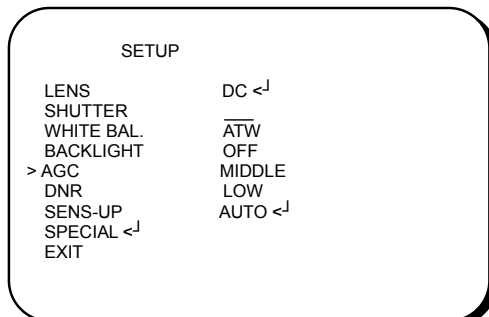 SETUP
LENS DC <┘
SHUTTER ___
WHITE BAL. ATW
BACKLIGHT OFF
> AGC MIDDLE
DNR LOW
SENS-UP AUTO <┘
SPECIAL <┘
EXIT